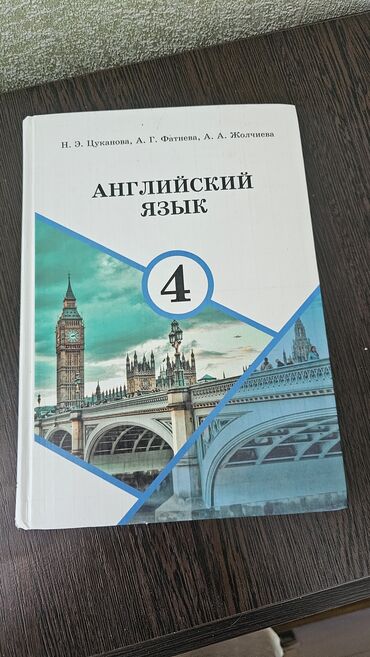 Н. Э. Цуканова, А. Г. Фатнева, А. А. Жолчиева
АНГЛИЙСКИЙ
ЯЗЫК
4